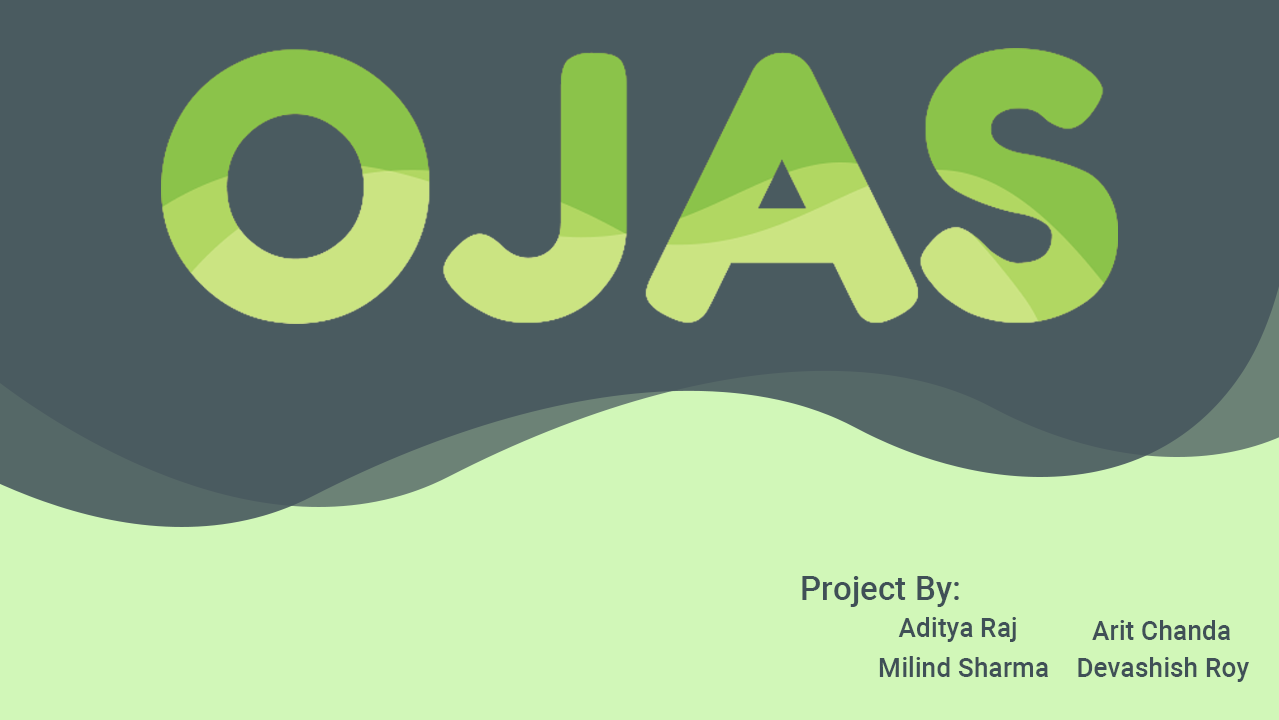 OJAS
Project By:
Aditya Raj Arit Chanda
Milind Sharma Devashish Roy